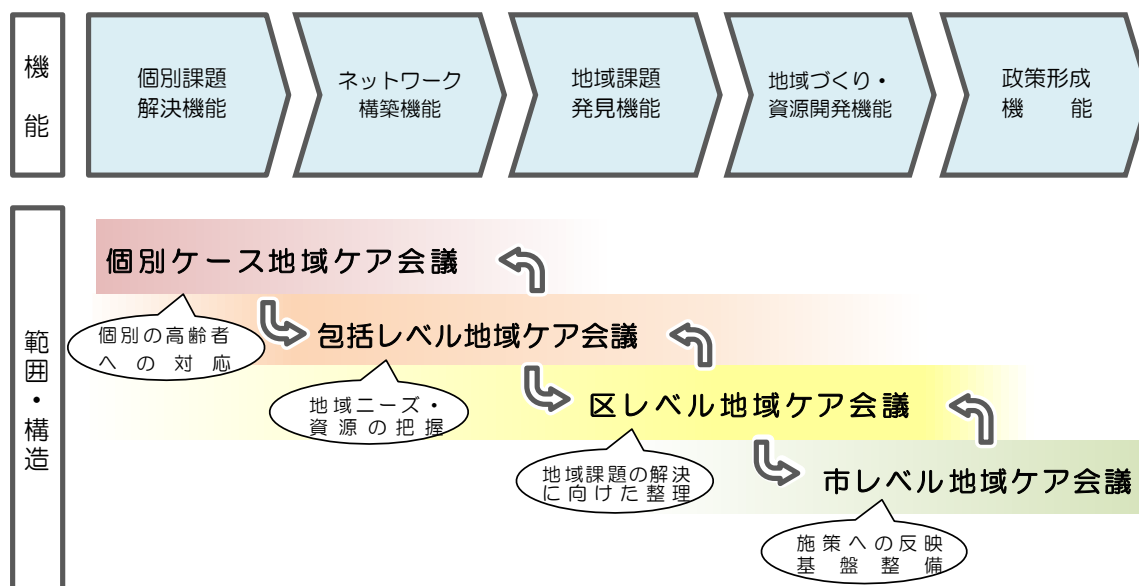 機能
個別課題
解決機能
ネットワーク
構築機能
地域課題
発見機能
地域づくり・
資源開発機能
政策形成
機能
範囲・構造
個別ケース地域ケア会議
個別の高齢者
への対応
包括レベル地域ケア会議
地域ニーズ・
資源の把握
区レベル地域ケア会議
地域課題の解決
に向けた整理
市レベル地域ケア会議
施策への反映
基盤整備